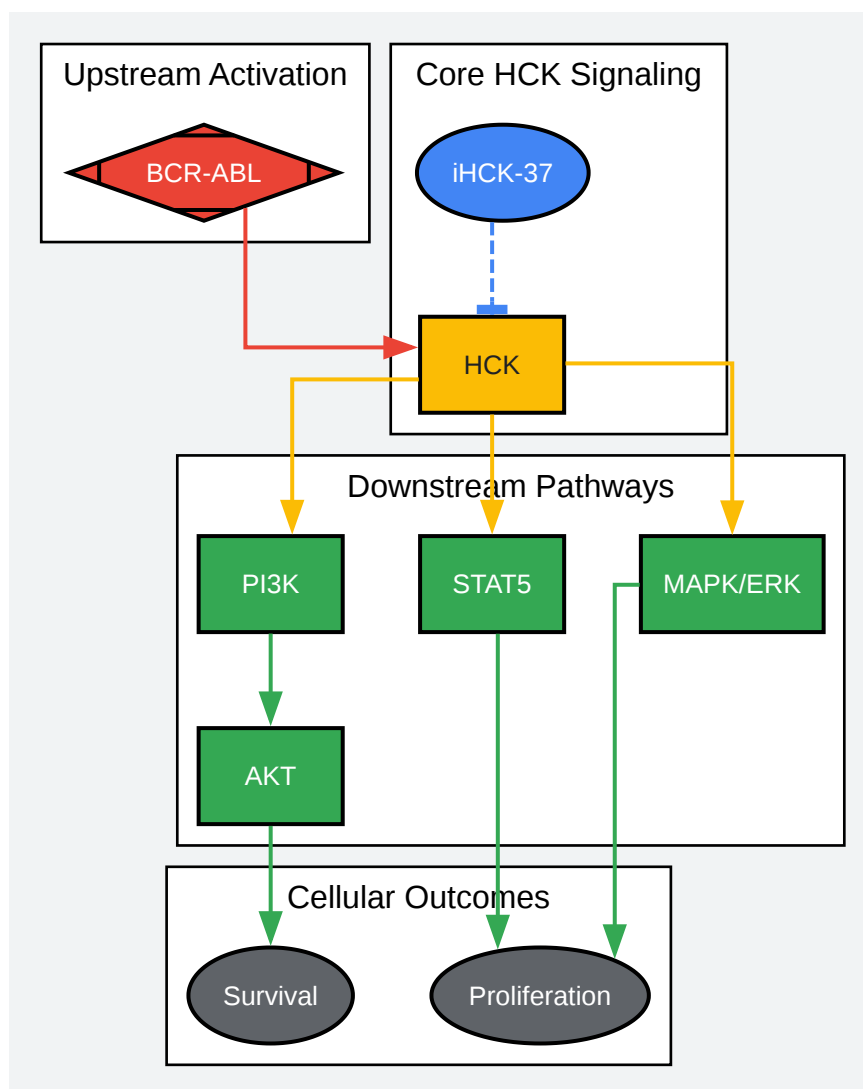 Upstream Activation
Core HCK Signaling
BCR-ABL
iHCK-37
HCK
Downstream Pathways
PI3K
STAT5
MAPK/ERK
AKT
Cellular Outcomes
Survival
Proliferation